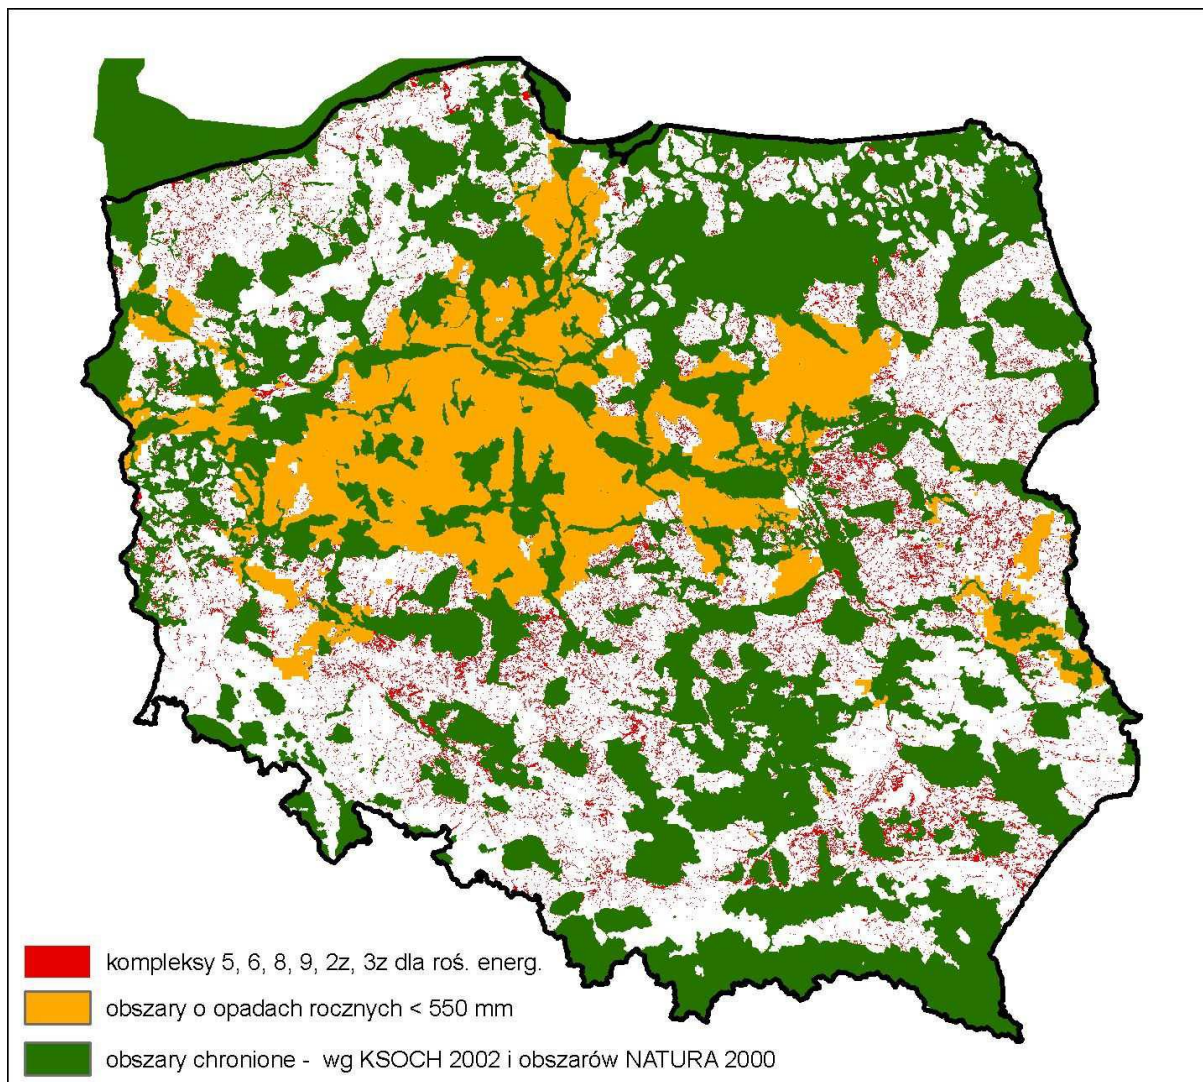 kompleksy 5, 6, 8, 9, 2z, 3z dla roś. energ.
obszary o opadach rocznych < 550 mm
obszary chronione - wg KSOCH 2002 i obszarów NATURA 2000